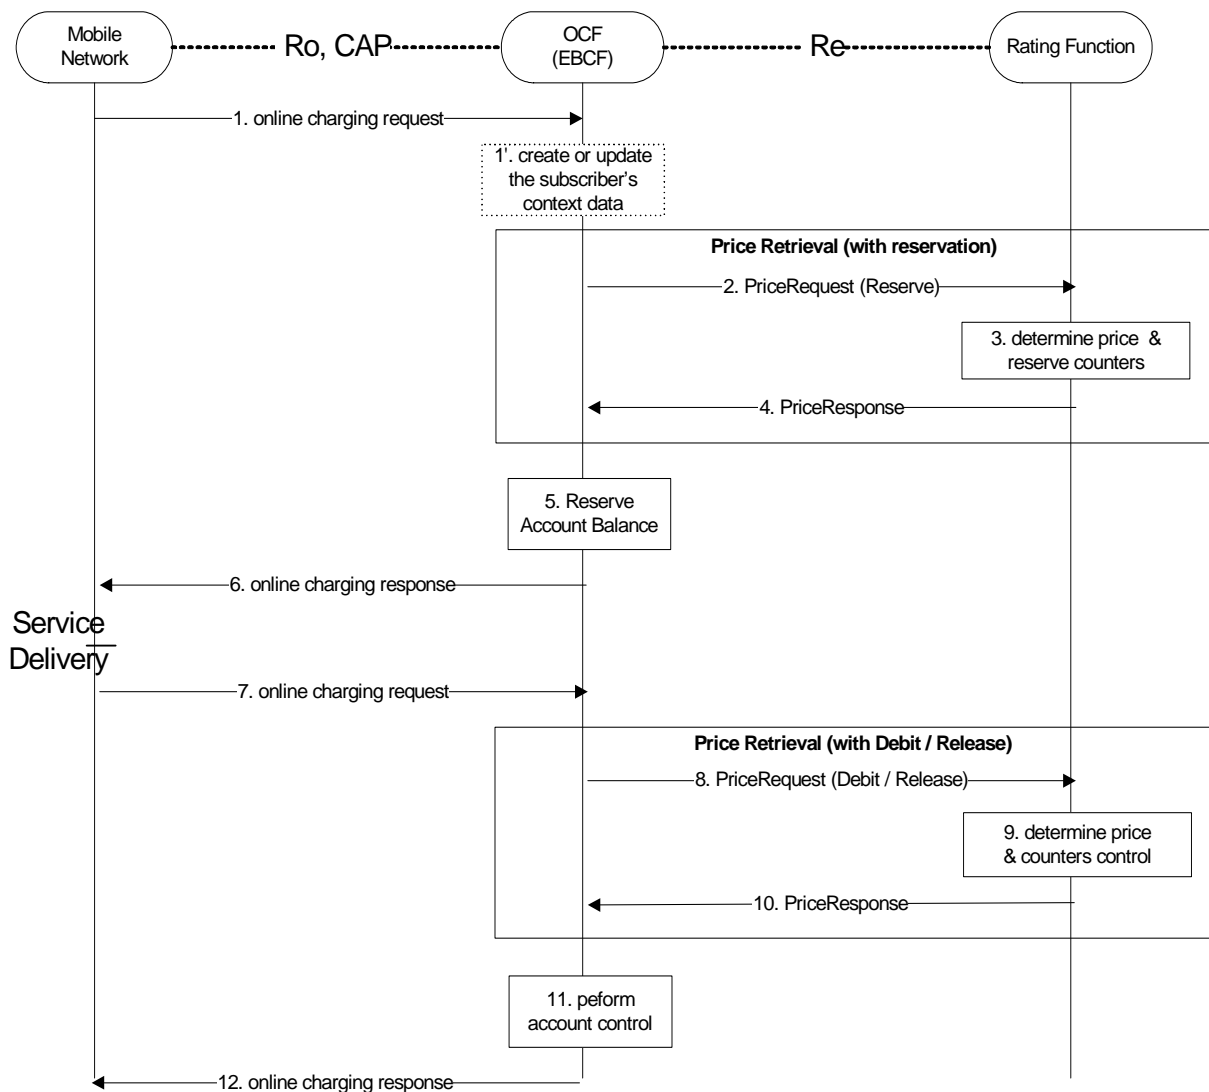 Mobile
Network
Ro, CAP
OCF
(EBCF)
Re
Rating Function
1. online charging request
1'. create or update
the subscriber's
context data
Price Retrieval (with reservation)
2. PriceRequest (Reserve)
3. determine price &
reserve counters
4. PriceResponse
5. Reserve
Account Balance
6. online charging response
Service
Delivery
7. online charging request
Price Retrieval (with Debit / Release)
8. PriceRequest (Debit / Release)
9. determine price
& counters control
10. PriceResponse
11. peform
account control
12. online charging response